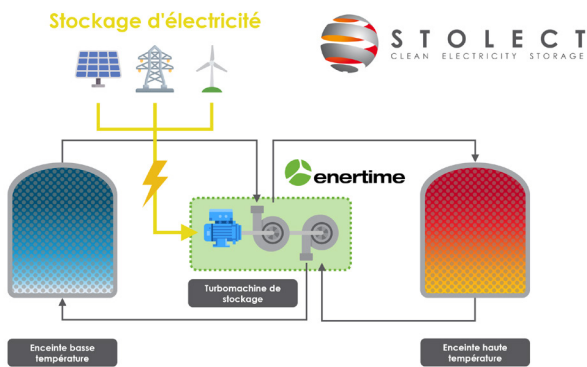 Stockage d'électricité
STOLECT
CLEAN ELECTRICITY STORAGE
enertime
Turbomachine de
stockage
Enceinte basse
température
Enceinte haute
température